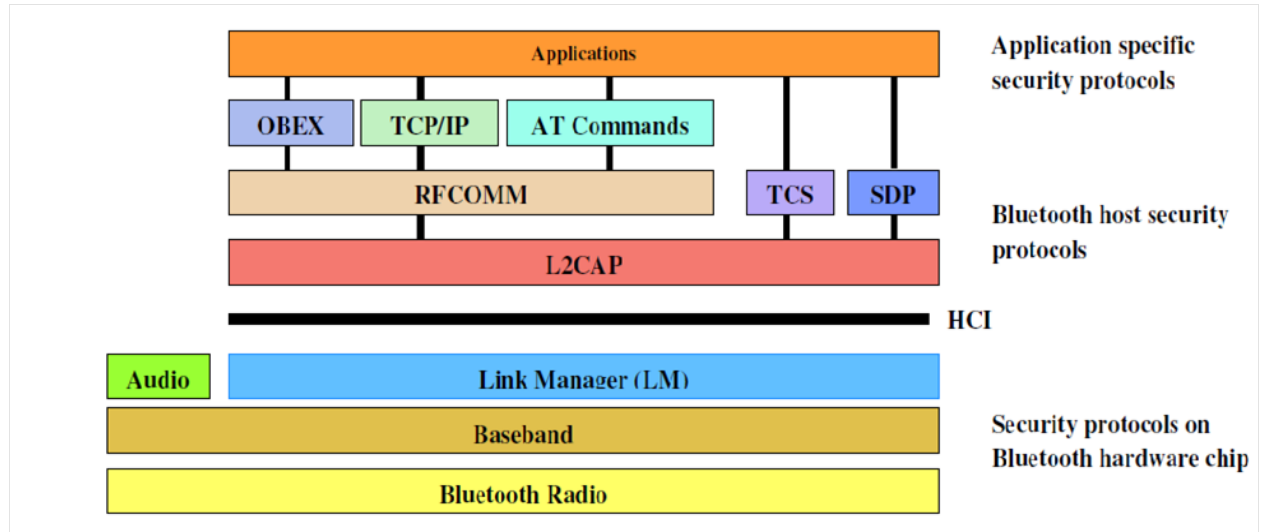 Applications
Application specific
security protocols
OBEX
TCP/IP
AT Commands
RFCOMM
TCS
SDP
Bluetooth host security
protocols
L2CAP
HCI
Audio
Link Manager (LM)
Baseband
Security protocols on
Bluetooth hardware chip
Bluetooth Radio